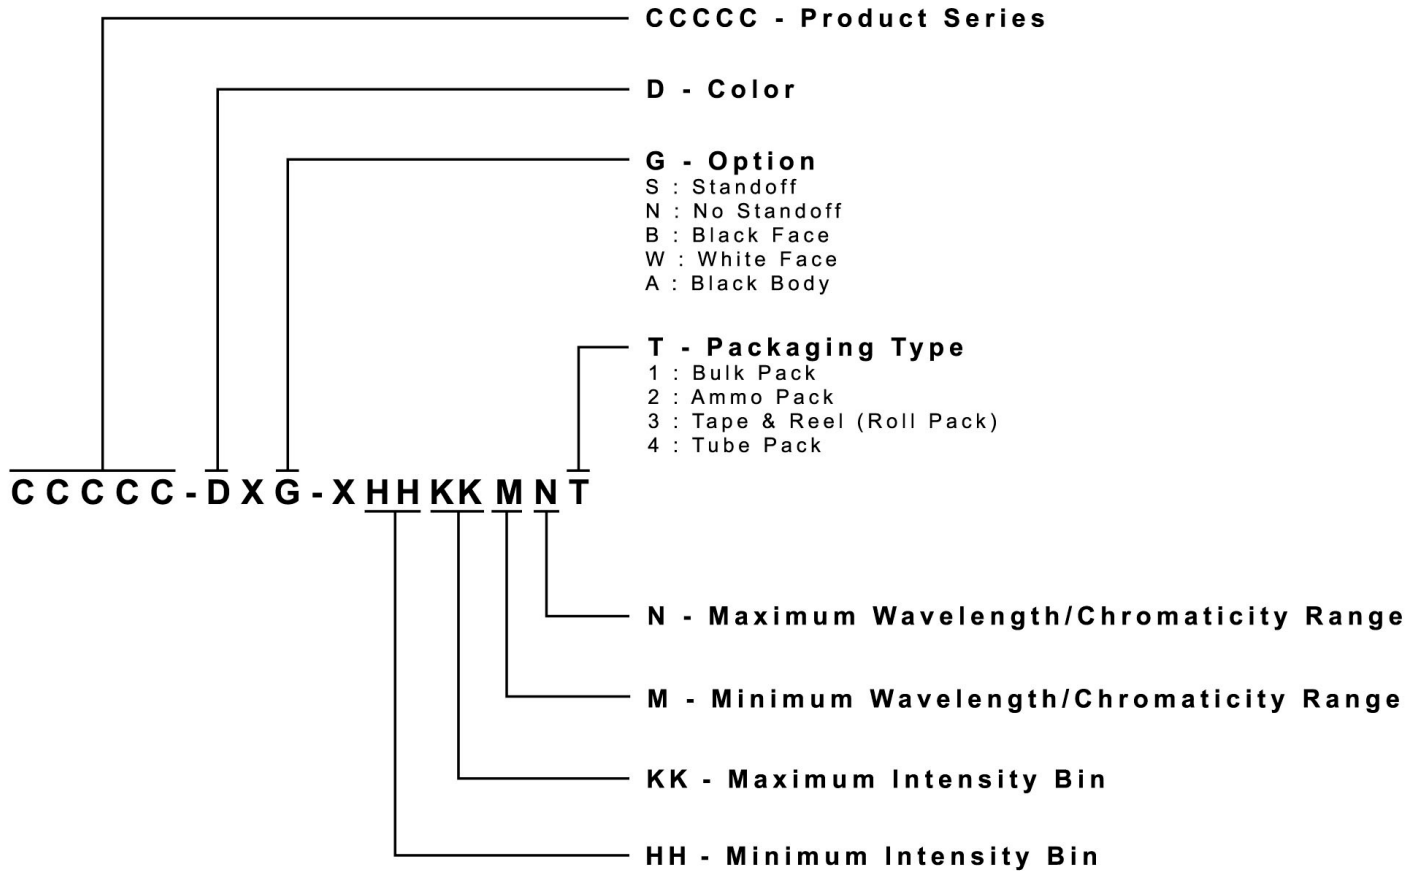 CCCCC - Product Series
D - Color
G - Option
S : Standoff
N : No Standoff
B : Black Face
W : White Face
A : Black Body
T - Packaging Type
1 : Bulk Pack
2 : Ammo Pack
3 : Tape & Reel (Roll Pack)
4 : Tube Pack
CCCCC-DXG-XHHKKMNT
N - Maximum Wavelength/Chromaticity Range
M - Minimum Wavelength/Chromaticity Range
KK - Maximum Intensity Bin
HH - Minimum Intensity Bin